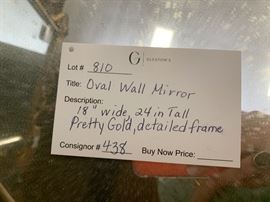 G GLEATON'S
Lot # 810
Title: Oval Wall Mirror
Description:
18" wide, 24 in Tall
Pretty Gold, detailed frame
Consignor # 438 Buy Now Price: